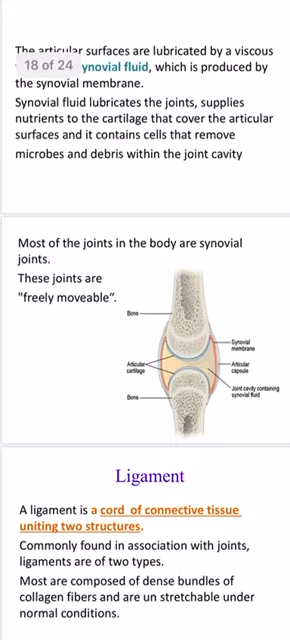 The articular surfaces are lubricated by a viscous
18 of 24
ynovial fluid, which is produced by
the synovial membrane.
Synovial fluid lubricates the joints, supplies
nutrients to the cartilage that cover the articular
surfaces and it contains cells that remove
microbes and debris within the joint cavity
Most of the joints in the body are synovial
joints.
These joints are
"freely moveable“.
Bone
Synovial
membrane
Articular
cartilage
Articular
capsule
Joint cavity containing
synovial fluid
Bone
Ligament
A ligament is a cord of connective tissue
uniting two structures.
Commonly found in association with joints,
ligaments are of two types.
Most are composed of dense bundles of
collagen fibers and are un stretchable under
normal conditions.